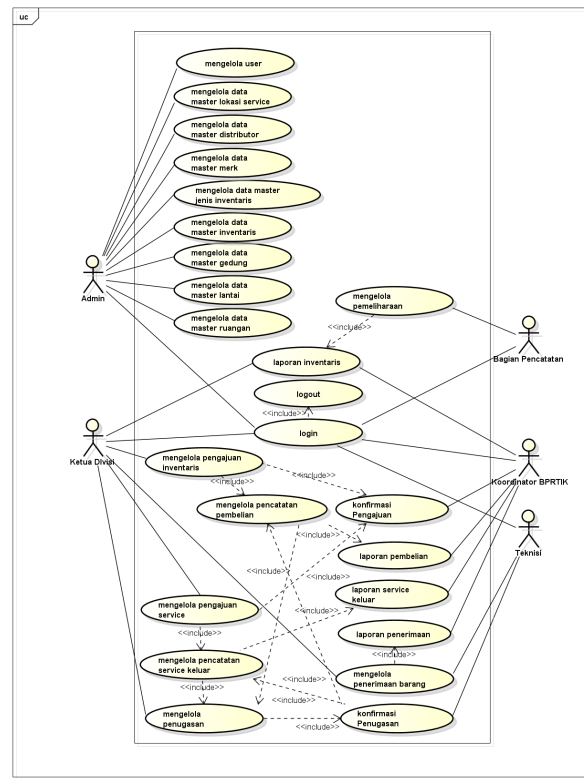 uc
mengelola user
mengelola data
master lokasi service
mengelola data
master distributor
mengelola data
master merk
mengelola data master
jenis inventaris
mengelola data
master inventaris
mengelola data
master gedung
mengelola data
master lantai
mengelola data
master ruangan
Admin
mengelola
pemeliharaan
<<include>>
Bagian Pencatatan
laporan inventaris
logout
<<include>>
login
Ketua Divisi
mengelola pengajuan
inventaris
<<include>>
<<include>>
Koordinator BPRTIK
mengelola pencatatan
pembelian
konfirmasi
Pengajuan
Teknisi
<<include>>
laporan pembelian
<<include>>
<<include>>
laporan service
keluar
mengelola pengajuan
service
<<include>>
<<include>>
laporan penerimaan
<<include>>
mengelola pencatatan
service keluar
<<include>>
<<include>>
<<include>>
mengelola
penerimaan barang
mengelola
penugasan
<<include>>
konfirmasi
Penugasan